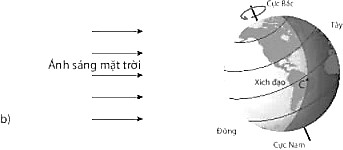 Cực Bắc
Tây
Ánh sáng mặt trời
Xích đạo
C
b)
Đông
Cực Nam